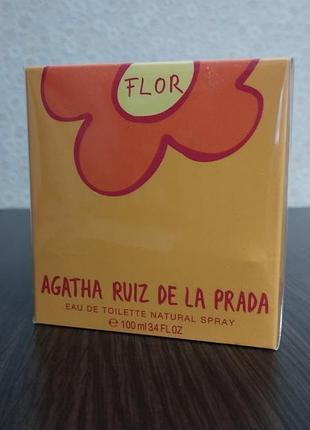 FLOR
AGATHA RUIZ DE LA PRADA
EAU DE TOILETTE NATURAL SPRAY
℮ 100 ml 3.4 FL OZ